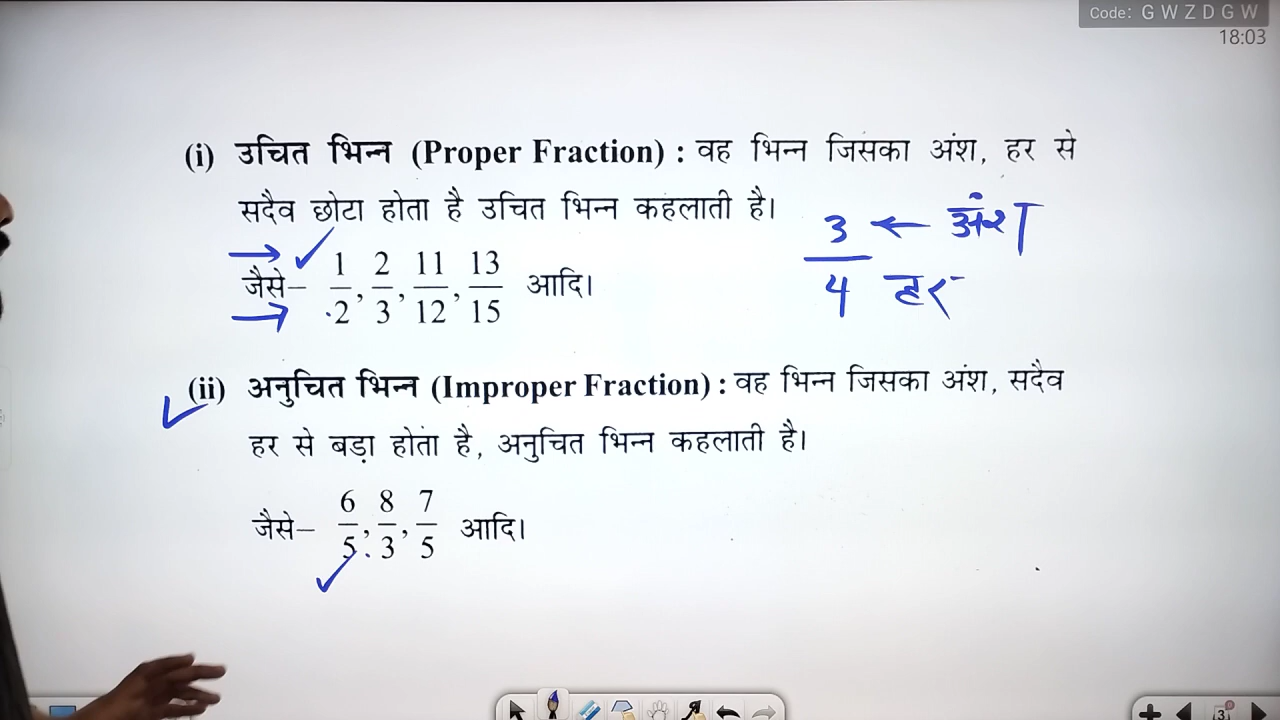 Code: G W Z D G W
18:03
(i) उचित भिन्न (Proper Fraction) : वह भिन्न जिसका अंश, हर से
सदैव छोटा होता है उचित भिन्न कहलाती है।
3 ← अंश
4 हर
जैसे– 1/2, 2/3, 11/12, 13/15 आदि।
(ii) अनुचित भिन्न (Improper Fraction) : वह भिन्न जिसका अंश, सदैव
हर से बड़ा होता है, अनुचित भिन्न कहलाती है।
जैसे– 6/5, 8/3, 7/5 आदि।
3